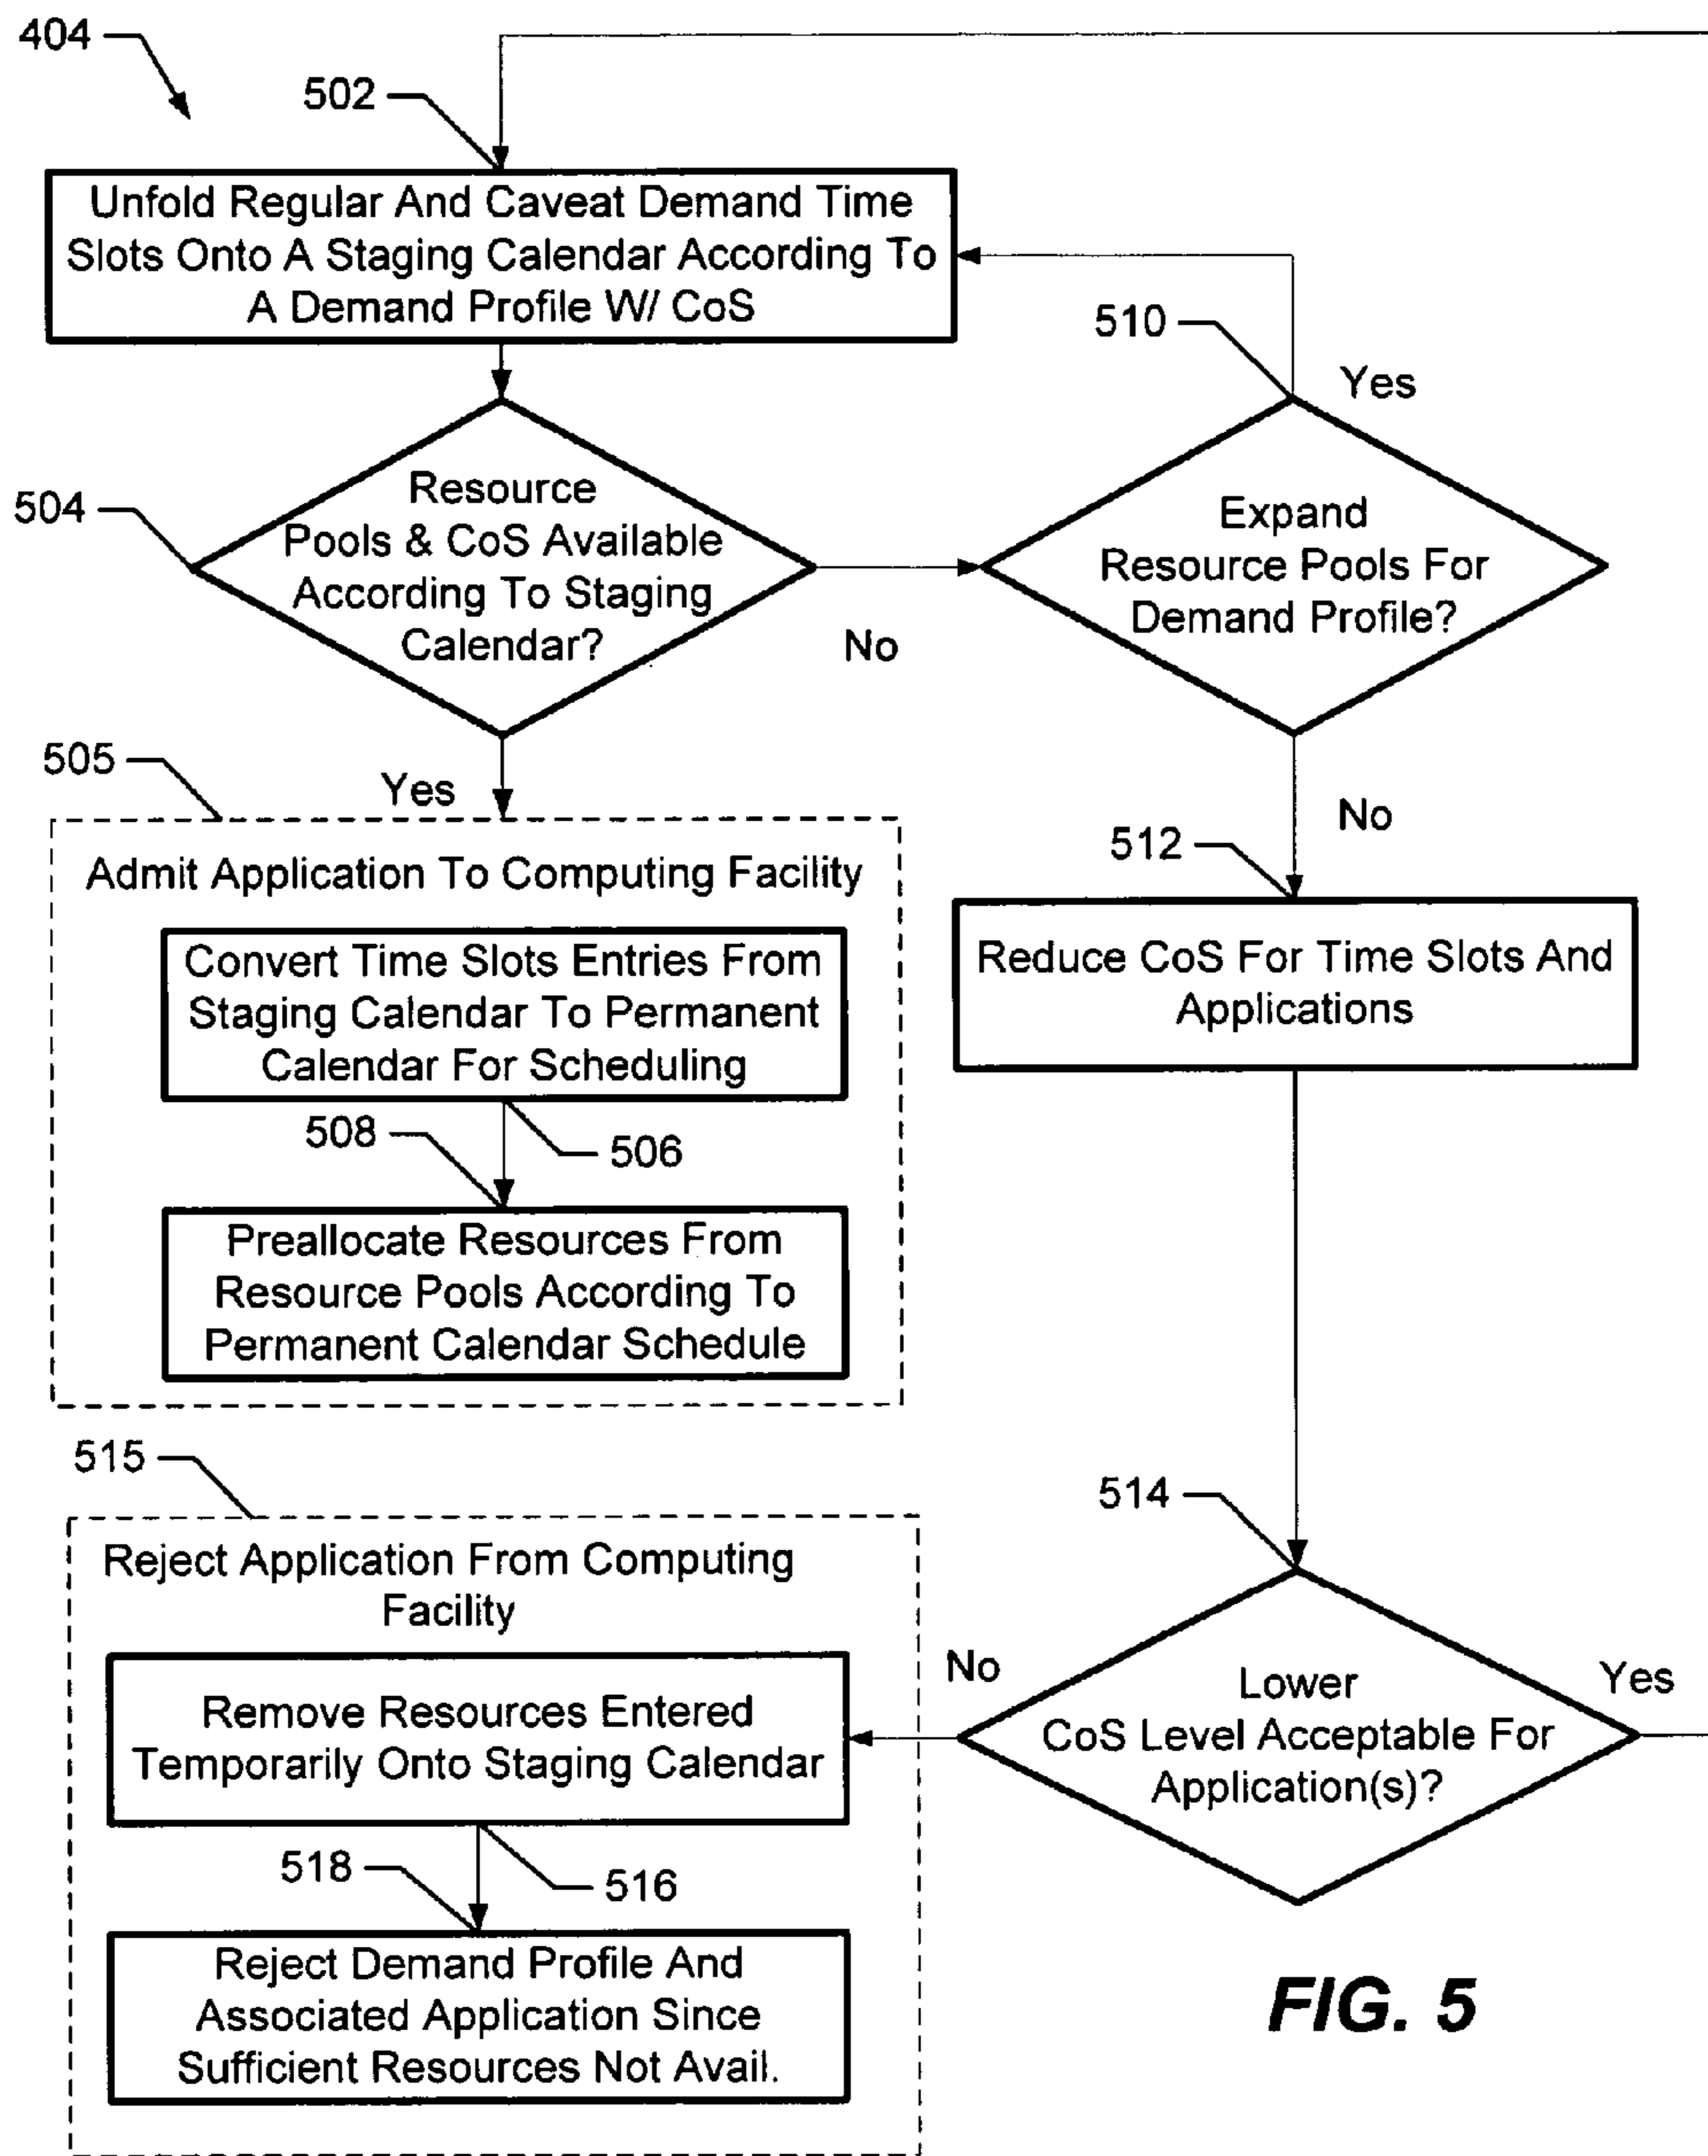 404
502
Unfold Regular And Caveat Demand Time
Slots Onto A Staging Calendar According To
A Demand Profile W/ CoS
510
Yes
504
Resource
Pools & CoS Available
According To Staging
Calendar?
No
Expand
Resource Pools For
Demand Profile?
505
Yes
No
512
Admit Application To Computing Facility
Convert Time Slots Entries From
Staging Calendar To Permanent
Calendar For Scheduling
Reduce CoS For Time Slots And
Applications
508
506
Preallocate Resources From
Resource Pools According To
Permanent Calendar Schedule
515
514
Reject Application From Computing
Facility
No
Yes
Remove Resources Entered
Temporarily Onto Staging Calendar
Lower
CoS Level Acceptable For
Application(s)?
518
516
Reject Demand Profile And
Associated Application Since
Sufficient Resources Not Avail.
FIG. 5